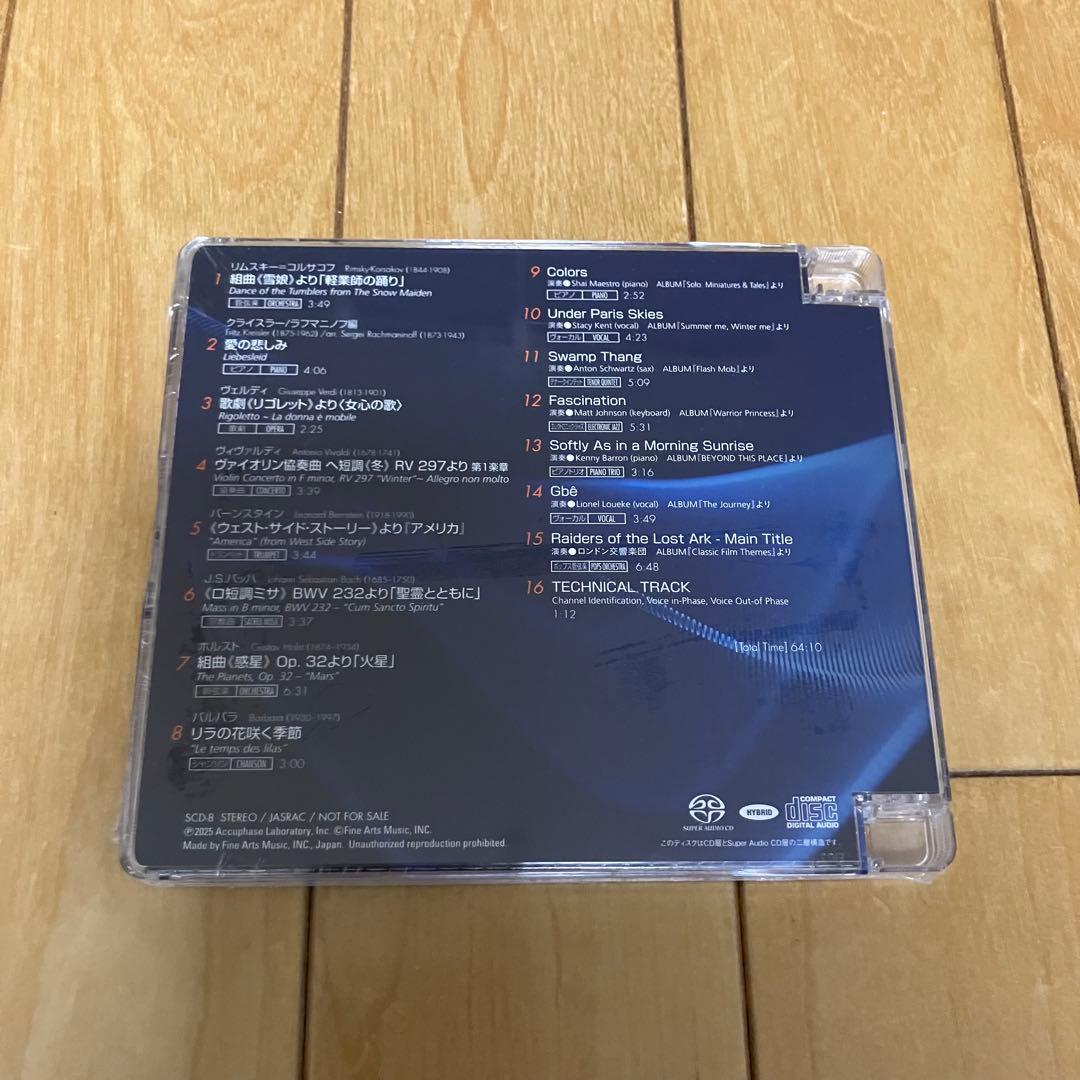 リムスキー=コルサコフ Rimsky-Korsakov (1844-1908)
1 組曲《雪娘》より「軽業師の踊り」
Dance of the Tumblers from The Snow Maiden
管弦楽 ORCHESTRA 3:49
クライスラー/ラフマニノフ編
Fritz Kreisler (1875-1962) /arr. Sergei Rachmaninoff (1873-1943)
2 愛の悲しみ
Liebesleid
ピアノ PIANO 4:06
ヴェルディ Giuseppe Verdi (1813-1901)
3 歌劇《リゴレット》より〈女心の歌〉
Rigoletto – La donna è mobile
歌劇 OPERA 2:25
ヴィヴァルディ Antonio Vivaldi (1678-1741)
4 ヴァイオリン協奏曲 ヘ短調《冬》 RV 297より 第1楽章
Violin Concerto in F minor, RV 297 "Winter"– Allegro non molto
協奏曲 CONCERTO 3:39
バーンスタイン Leonard Bernstein (1918-1990)
5 《ウェスト・サイド・ストーリー》より『アメリカ』
"America" (from West Side Story)
トランペット TRUMPET 3:44
J.S.バッハ Johann Sebastian Bach (1685-1750)
6 《ロ短調ミサ》 BWV 232より「聖霊とともに」
Mass in B minor, BWV 232 – "Cum Sancto Spiritu"
宗教曲 SACRED MUSIC 3:37
ホルスト Gustav Holst (1874-1934)
7 組曲《惑星》 Op. 32より「火星」
The Planets, Op. 32 – "Mars"
管弦楽 ORCHESTRA 6:31
バルバラ Barbara (1930-1997)
8 リラの花咲く季節
"Le temps des lilas"
シャンソン CHANSON 3:00
9 Colors
演奏●Shai Maestro (piano) ALBUM『Solo: Miniatures & Tales』より
ピアノ PIANO 2:52
10 Under Paris Skies
演奏●Stacy Kent (vocal) ALBUM『Summer me, Winter me』より
ヴォーカル VOCAL 4:23
11 Swamp Thang
演奏●Anton Schwartz (sax) ALBUM『Flash Mob』より
テナークインテット TENOR QUINTET 5:09
12 Fascination
演奏●Matt Johnson (keyboard) ALBUM『Warrior Princess』より
エレクトロニックジャズ ELECTRONIC JAZZ 5:31
13 Softly As in a Morning Sunrise
演奏●Kenny Barron (piano) ALBUM『BEYOND THIS PLACE』より
ピアノトリオ PIANO TRIO 3:16
14 Gbê
演奏●Lionel Loueke (vocal) ALBUM『The Journey』より
ヴォーカル VOCAL 3:49
15 Raiders of the Lost Ark - Main Title
演奏●ロンドン交響楽団 ALBUM『Classic Film Themes』より
ポップス管弦楽 POPS ORCHESTRA 6:48
16 TECHNICAL TRACK
Channel Identification, Voice in-Phase, Voice Out-of Phase
1:12
[Total Time] 64:10
SCD-8 STEREO / JASRAC / NOT FOR SALE
℗2025 Accuphase Laboratory, Inc. ©Fine Arts Music, INC.
Made by Fine Arts Music, INC., Japan. Unauthorized reproduction prohibited.
SUPER AUDIO CD
HYBRID
COMPACT
disc
DIGITAL AUDIO
このディスクはCD層とSuper Audio CD層の二層構造です。